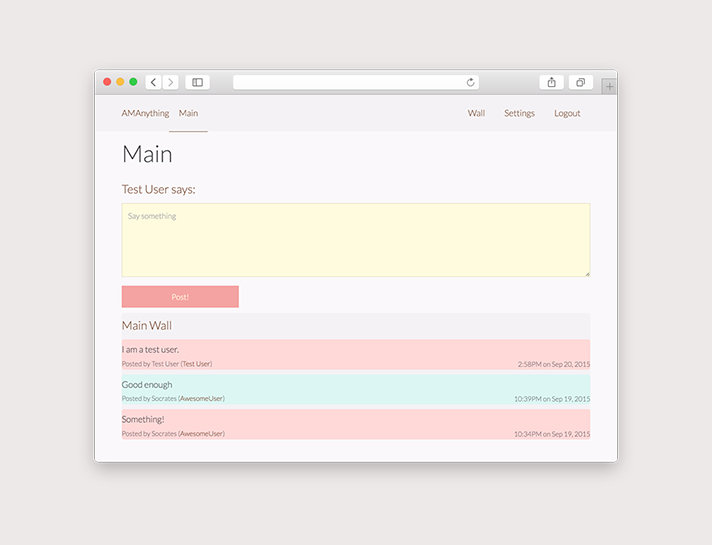 AMAnything Main Wall Settings Logout
Main
Test User says:
Say something
Post!
Main Wall
I am a test user.
Posted by Test User (Test User) 2:58PM on Sep 20, 2015
Good enough
Posted by Socrates (AwesomeUser) 10:39PM on Sep 19, 2015
Something!
Posted by Socrates (AwesomeUser) 10:34PM on Sep 19, 2015